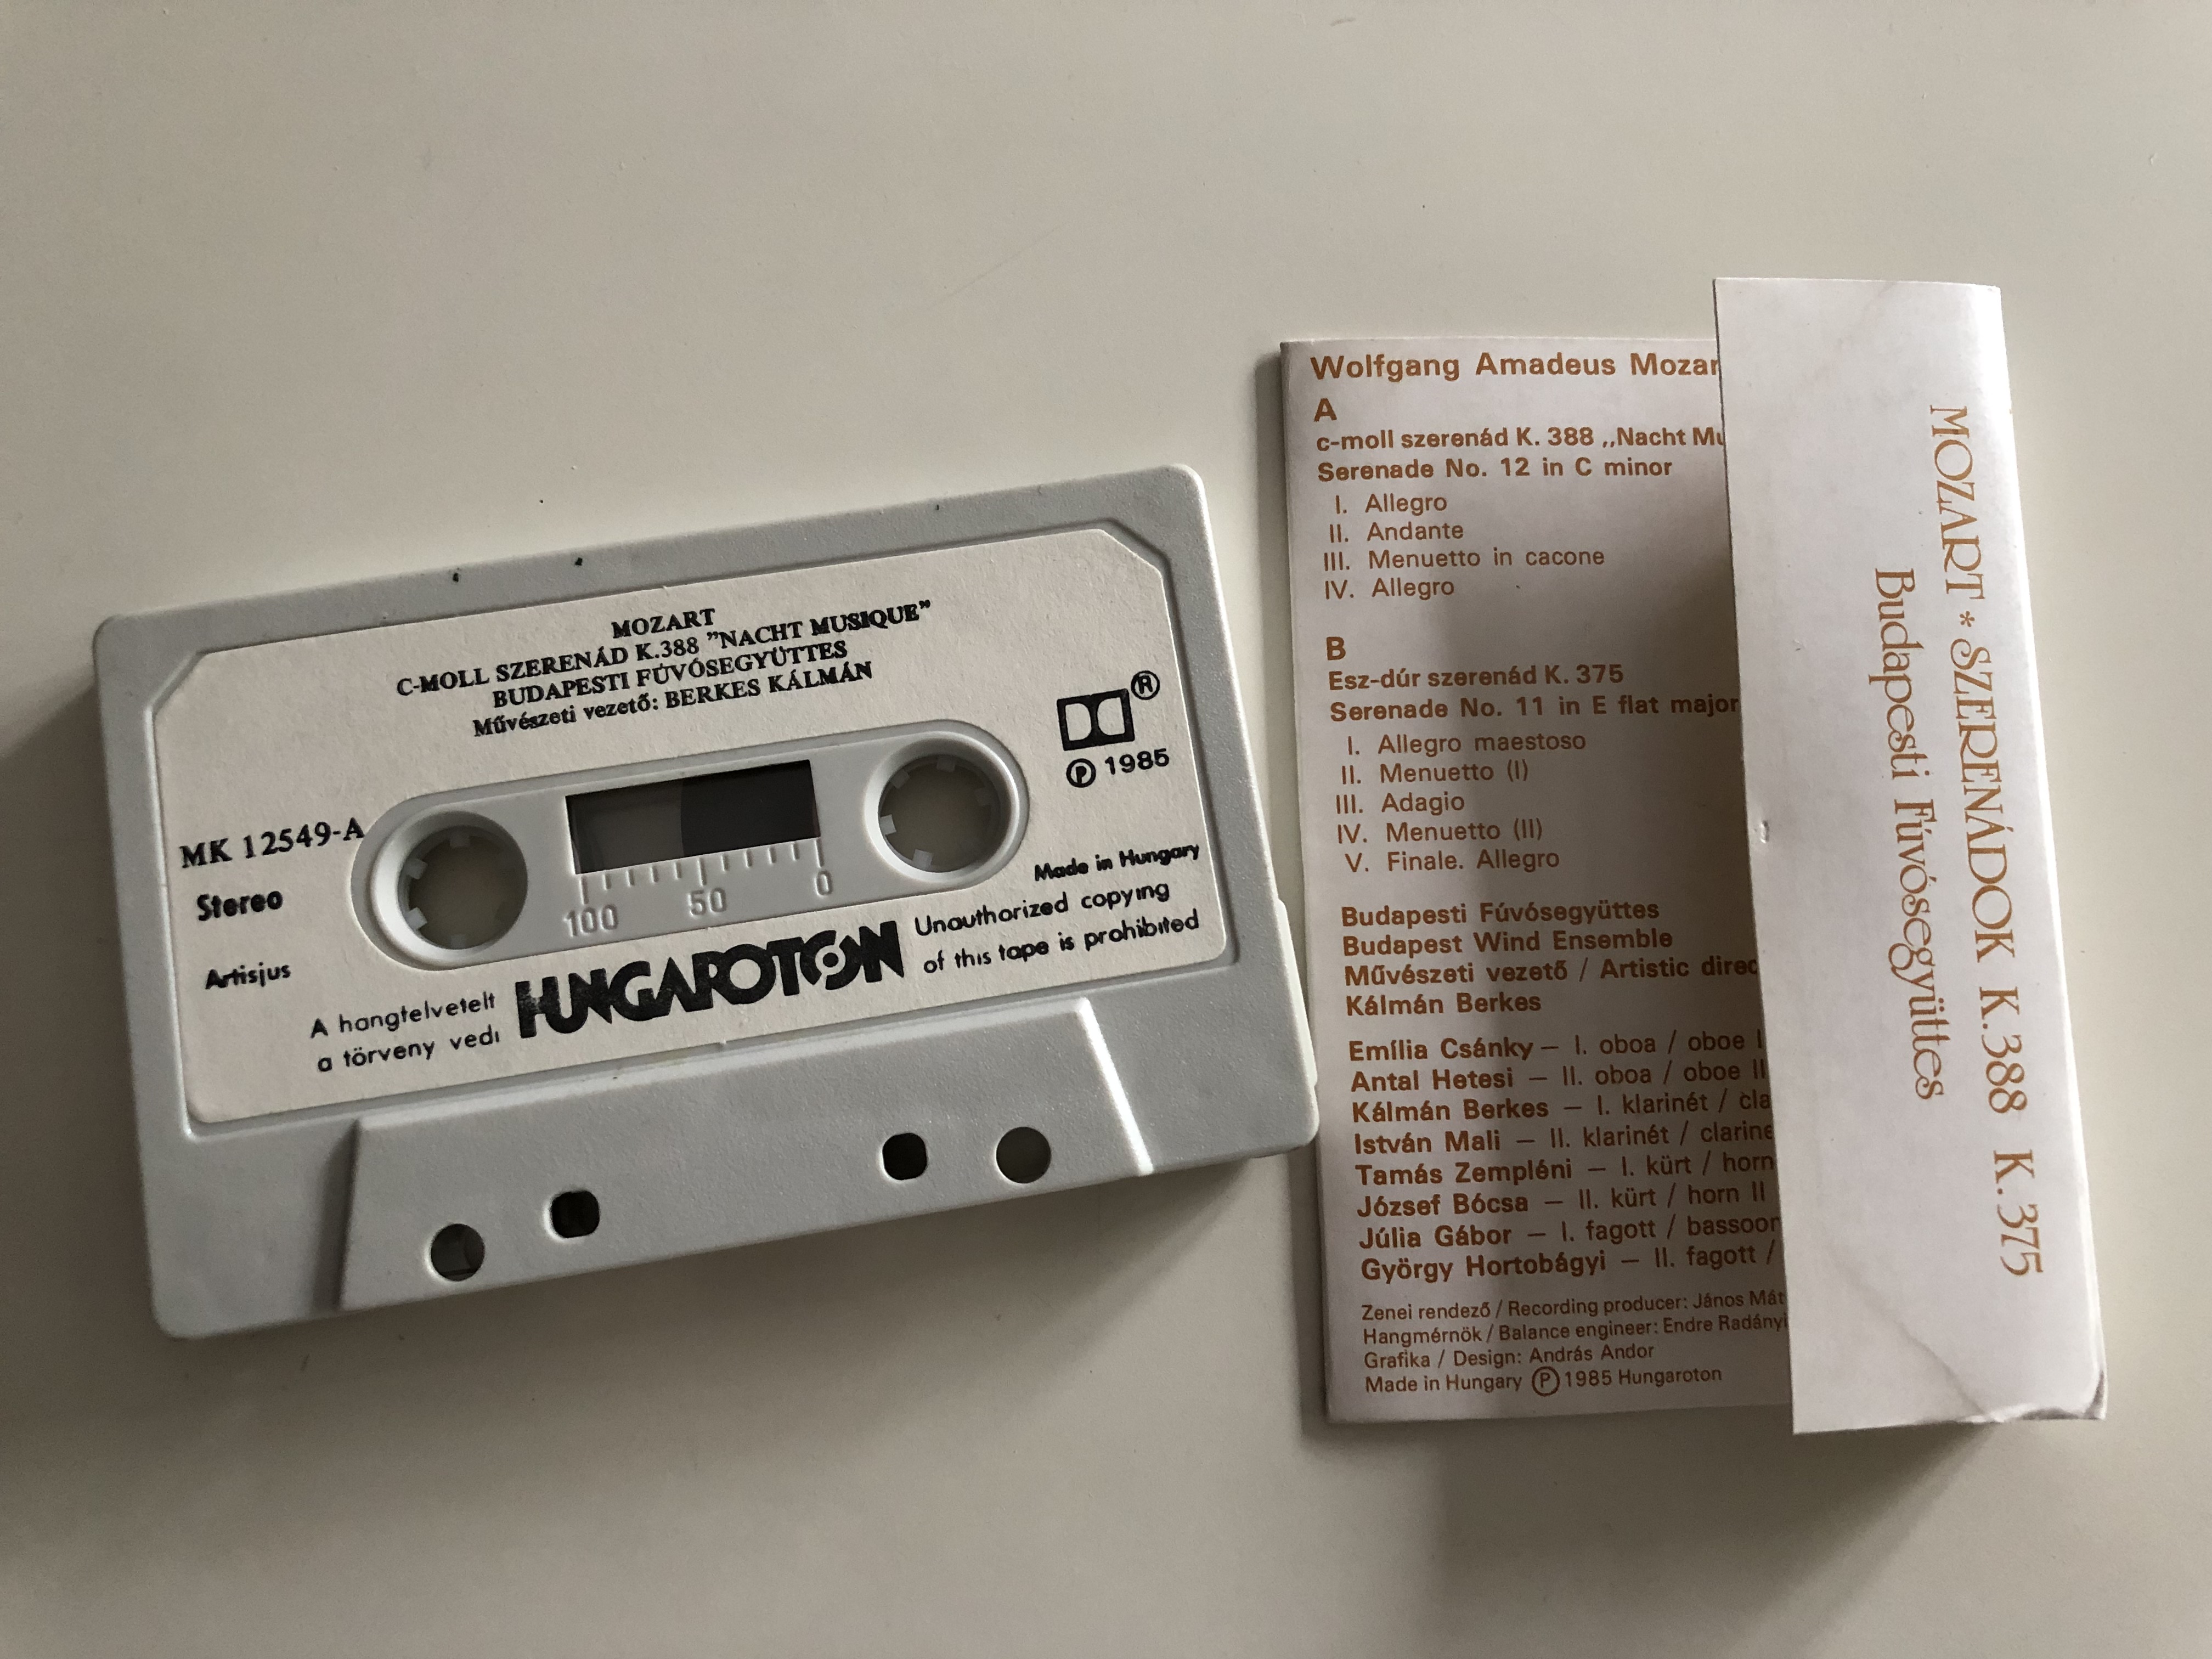 MOZART
C-MOLL SZERENÁD K.388 "NACHT MUSIQUE"
BUDAPESTI FÚVÓSEGYÜTTES
Művészeti vezető: BERKES KÁLMÁN
R
P 1985
MK 12549-A
Stereo
Artisjus
100 50 0
Made in Hungary
Unauthorized copying
of this tape is prohibited
HUNGAROTON
A hangtelvetelt
a törveny vedi
Wolfgang Amadeus Mozar
A
c-moll szerenád K. 388 „Nacht Mu
Serenade No. 12 in C minor
I. Allegro
II. Andante
III. Menuetto in cacone
IV. Allegro
B
Esz-dúr szerenád K. 375
Serenade No. 11 in E flat major
I. Allegro maestoso
II. Menuetto (I)
III. Adagio
IV. Menuetto (II)
V. Finale. Allegro
Budapesti Fúvósegyüttes
Budapest Wind Ensemble
Művészeti vezető / Artistic direc
Kálmán Berkes
Emília Csánky – I. oboa / oboe I
Antal Hetesi – II. oboa / oboe II
Kálmán Berkes – I. klarinét / cla
István Mali – II. klarinét / clarine
Tamás Zempléni – I. kürt / horn
József Bócsa – II. kürt / horn II
Júlia Gábor – I. fagott / bassoon
György Hortobágyi – II. fagott /
Zenei rendező / Recording producer: János Mát
Hangmérnök / Balance engineer: Endre Radányi
Grafika / Design: András Andor
Made in Hungary P 1985 Hungaroton
MOZART * SZERENÁDOK K.388 K.375
Budapesti Fúvósegyüttes